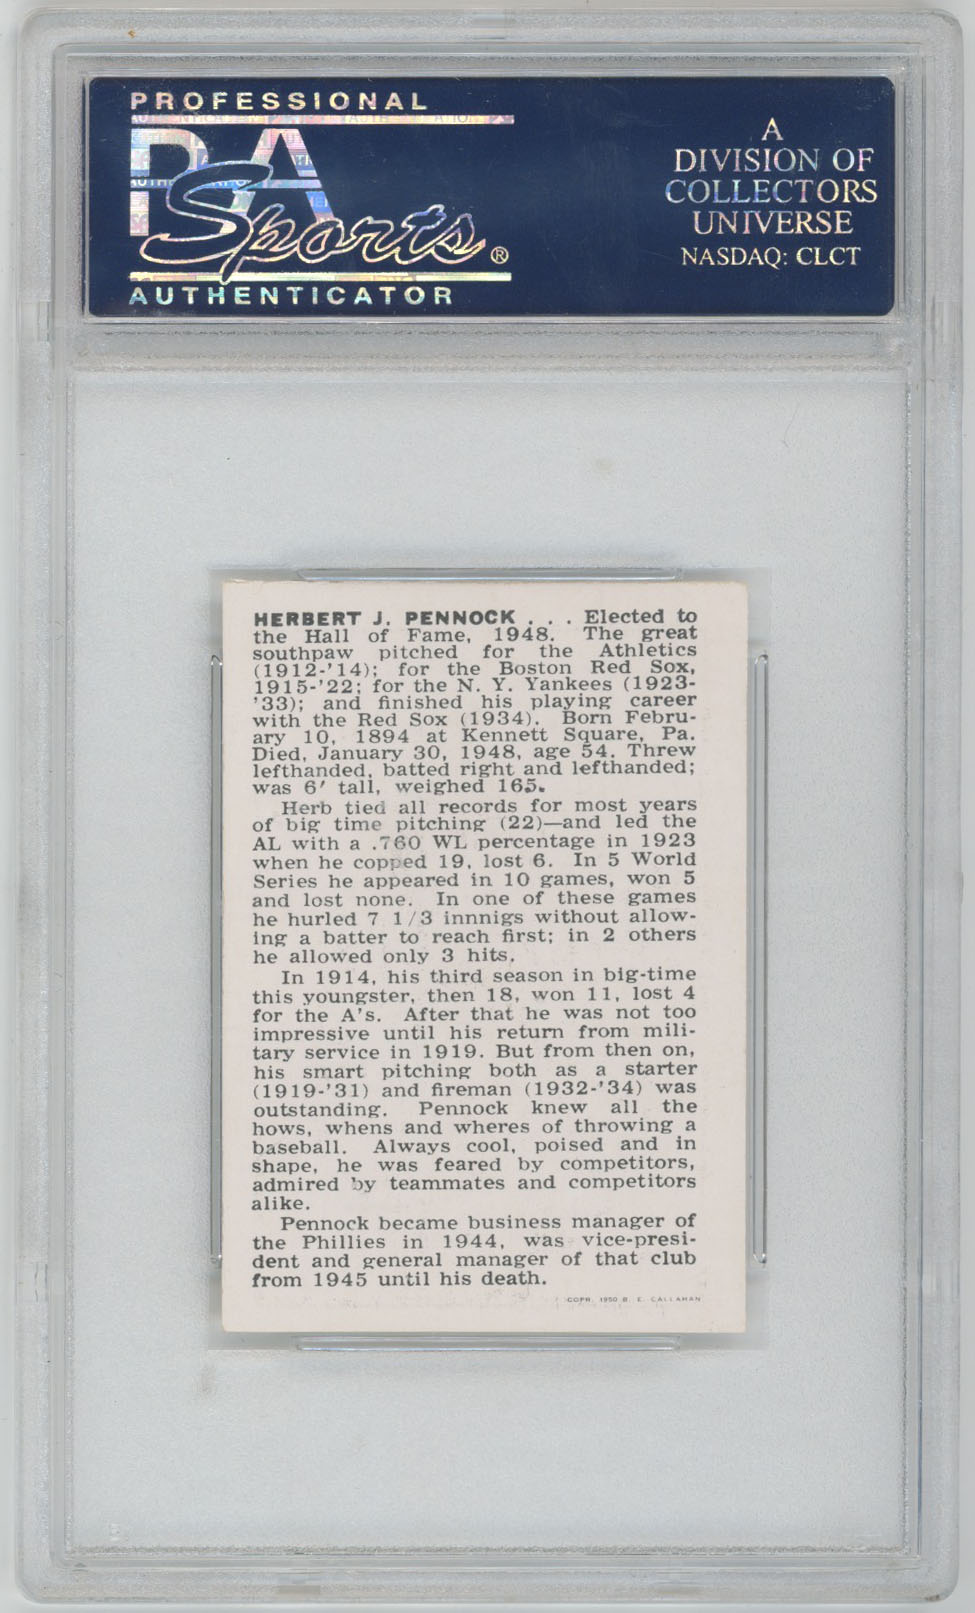 PROFESSIONAL
PSA
Sports®
AUTHENTICATOR
A
DIVISION OF
COLLECTORS
UNIVERSE
NASDAQ: CLCT
HERBERT J. PENNOCK . . . Elected to
the Hall of Fame, 1948. The great
southpaw pitched for the Athletics
(1912-'14); for the Boston Red Sox,
1915-'22; for the N. Y. Yankees (1923-
'33); and finished his playing career
with the Red Sox (1934). Born Febru-
ary 10, 1894 at Kennett Square, Pa.
Died, January 30, 1948, age 54. Threw
lefthanded, batted right and lefthanded;
was 6' tall, weighed 165.
Herb tied all records for most years
of big time pitching (22)—and led the
AL with a .760 WL percentage in 1923
when he copped 19, lost 6. In 5 World
Series he appeared in 10 games, won 5
and lost none. In one of these games
he hurled 7 1/3 innnigs without allow-
ing a batter to reach first; in 2 others
he allowed only 3 hits.
In 1914, his third season in big-time
this youngster, then 18, won 11, lost 4
for the A's. After that he was not too
impressive until his return from mili-
tary service in 1919. But from then on,
his smart pitching both as a starter
(1919-'31) and fireman (1932-'34) was
outstanding. Pennock knew all the
hows, whens and wheres of throwing a
baseball. Always cool, poised and in
shape, he was feared by competitors,
admired by teammates and competitors
alike.
Pennock became business manager of
the Phillies in 1944, was vice-presi-
dent and general manager of that club
from 1945 until his death.
COPR. 1950 B. E. CALLAHAN